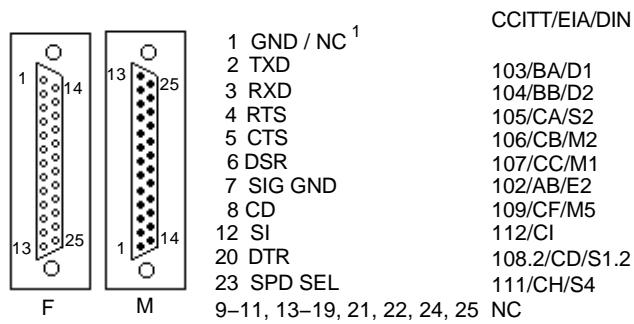 CCITT/EIA/DIN
1 GND / NC 1
2 TXD 103/BA/D1
3 RXD 104/BB/D2
4 RTS 105/CA/S2
5 CTS 106/CB/M2
6 DSR 107/CC/M1
7 SIG GND 102/AB/E2
8 CD 109/CF/M5
12 SI 112/CI
20 DTR 108.2/CD/S1.2
23 SPD SEL 111/CH/S4
9–11, 13–19, 21, 22, 24, 25 NC
1 14
13 25
F
13 25
1 14
M